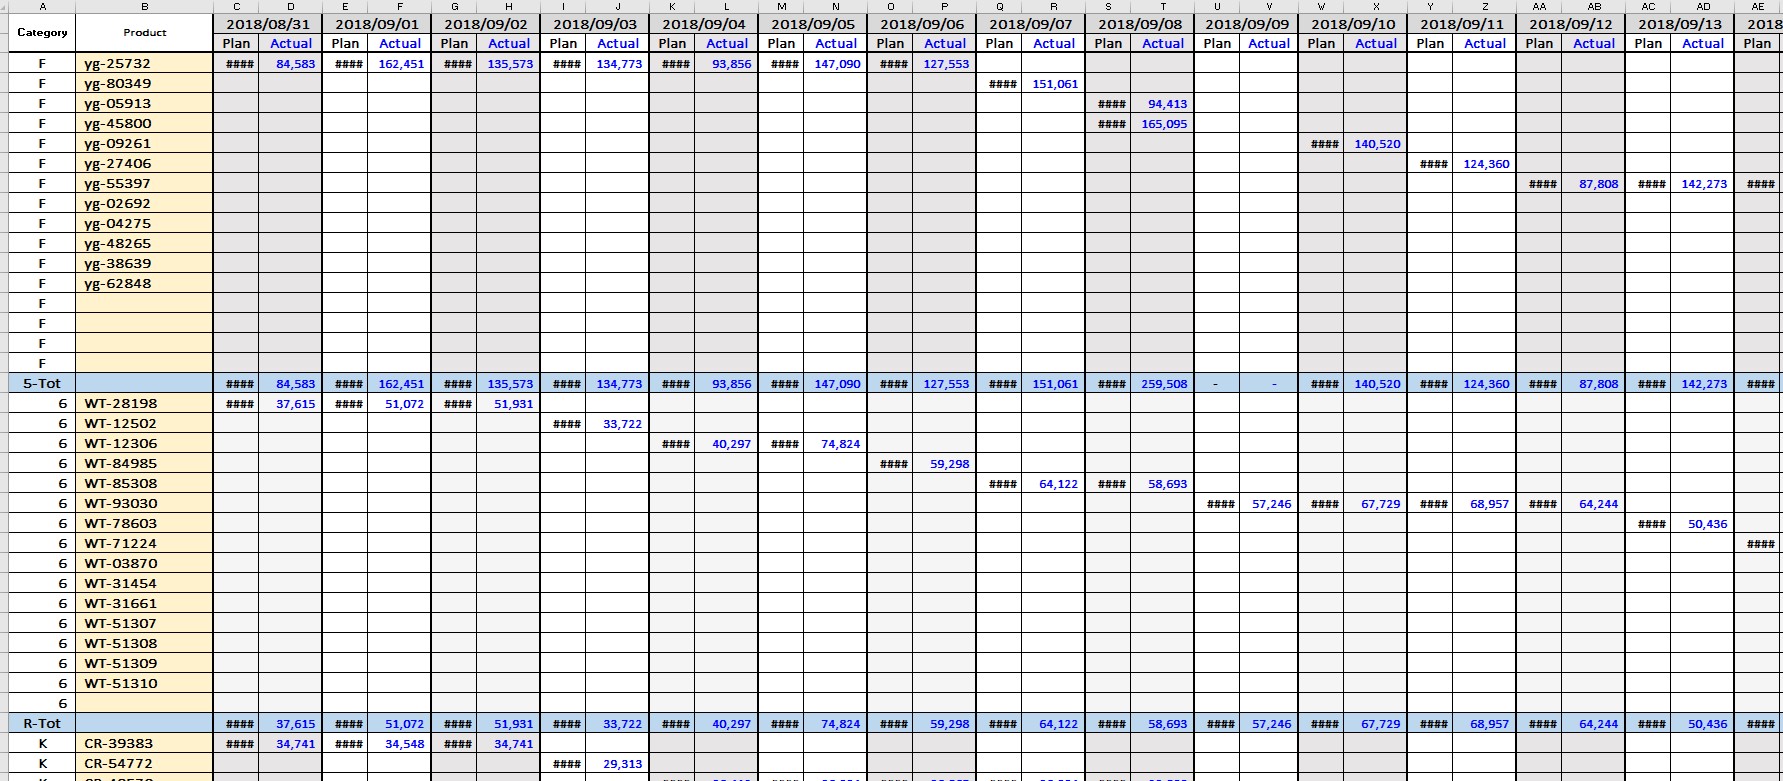 A B C D E F G H I J K L M N O P Q R S T U V W X Y Z AA AB AC AD AE
Category Product 2018/08/31 2018/09/01 2018/09/02 2018/09/03 2018/09/04 2018/09/05 2018/09/06 2018/09/07 2018/09/08 2018/09/09 2018/09/10 2018/09/11 2018/09/12 2018/09/13 2018
Plan Actual Plan Actual Plan Actual Plan Actual Plan Actual Plan Actual Plan Actual Plan Actual Plan Actual Plan Actual Plan Actual Plan Actual Plan Actual Plan Actual Plan
F yg-25732 #### 84,583 #### 162,451 #### 135,573 #### 134,773 #### 93,856 #### 147,090 #### 127,553
F yg-80349 #### 151,061
F yg-05913 #### 94,413
F yg-45800 #### 165,095
F yg-09261 #### 140,520
F yg-27406 #### 124,360
F yg-55397 #### 87,808 #### 142,273 ####
F yg-02692
F yg-04275
F yg-48265
F yg-38639
F yg-62848
F
F
F
F
5-Tot #### 84,583 #### 162,451 #### 135,573 #### 134,773 #### 93,856 #### 147,090 #### 127,553 #### 151,061 #### 259,508 - - #### 140,520 #### 124,360 #### 87,808 #### 142,273 ####
6 WT-28198 #### 37,615 #### 51,072 #### 51,931
6 WT-12502 #### 33,722
6 WT-12306 #### 40,297 #### 74,824
6 WT-84985 #### 59,298
6 WT-85308 #### 64,122 #### 58,693
6 WT-93030 #### 57,246 #### 67,729 #### 68,957 #### 64,244
6 WT-78603 #### 50,436
6 WT-71224 ####
6 WT-03870
6 WT-31454
6 WT-31661
6 WT-51307
6 WT-51308
6 WT-51309
6 WT-51310
6
R-Tot #### 37,615 #### 51,072 #### 51,931 #### 33,722 #### 40,297 #### 74,824 #### 59,298 #### 64,122 #### 58,693 #### 57,246 #### 67,729 #### 68,957 #### 64,244 #### 50,436 ####
K CR-39383 #### 34,741 #### 34,548 #### 34,741
K CR-54772 #### 29,313